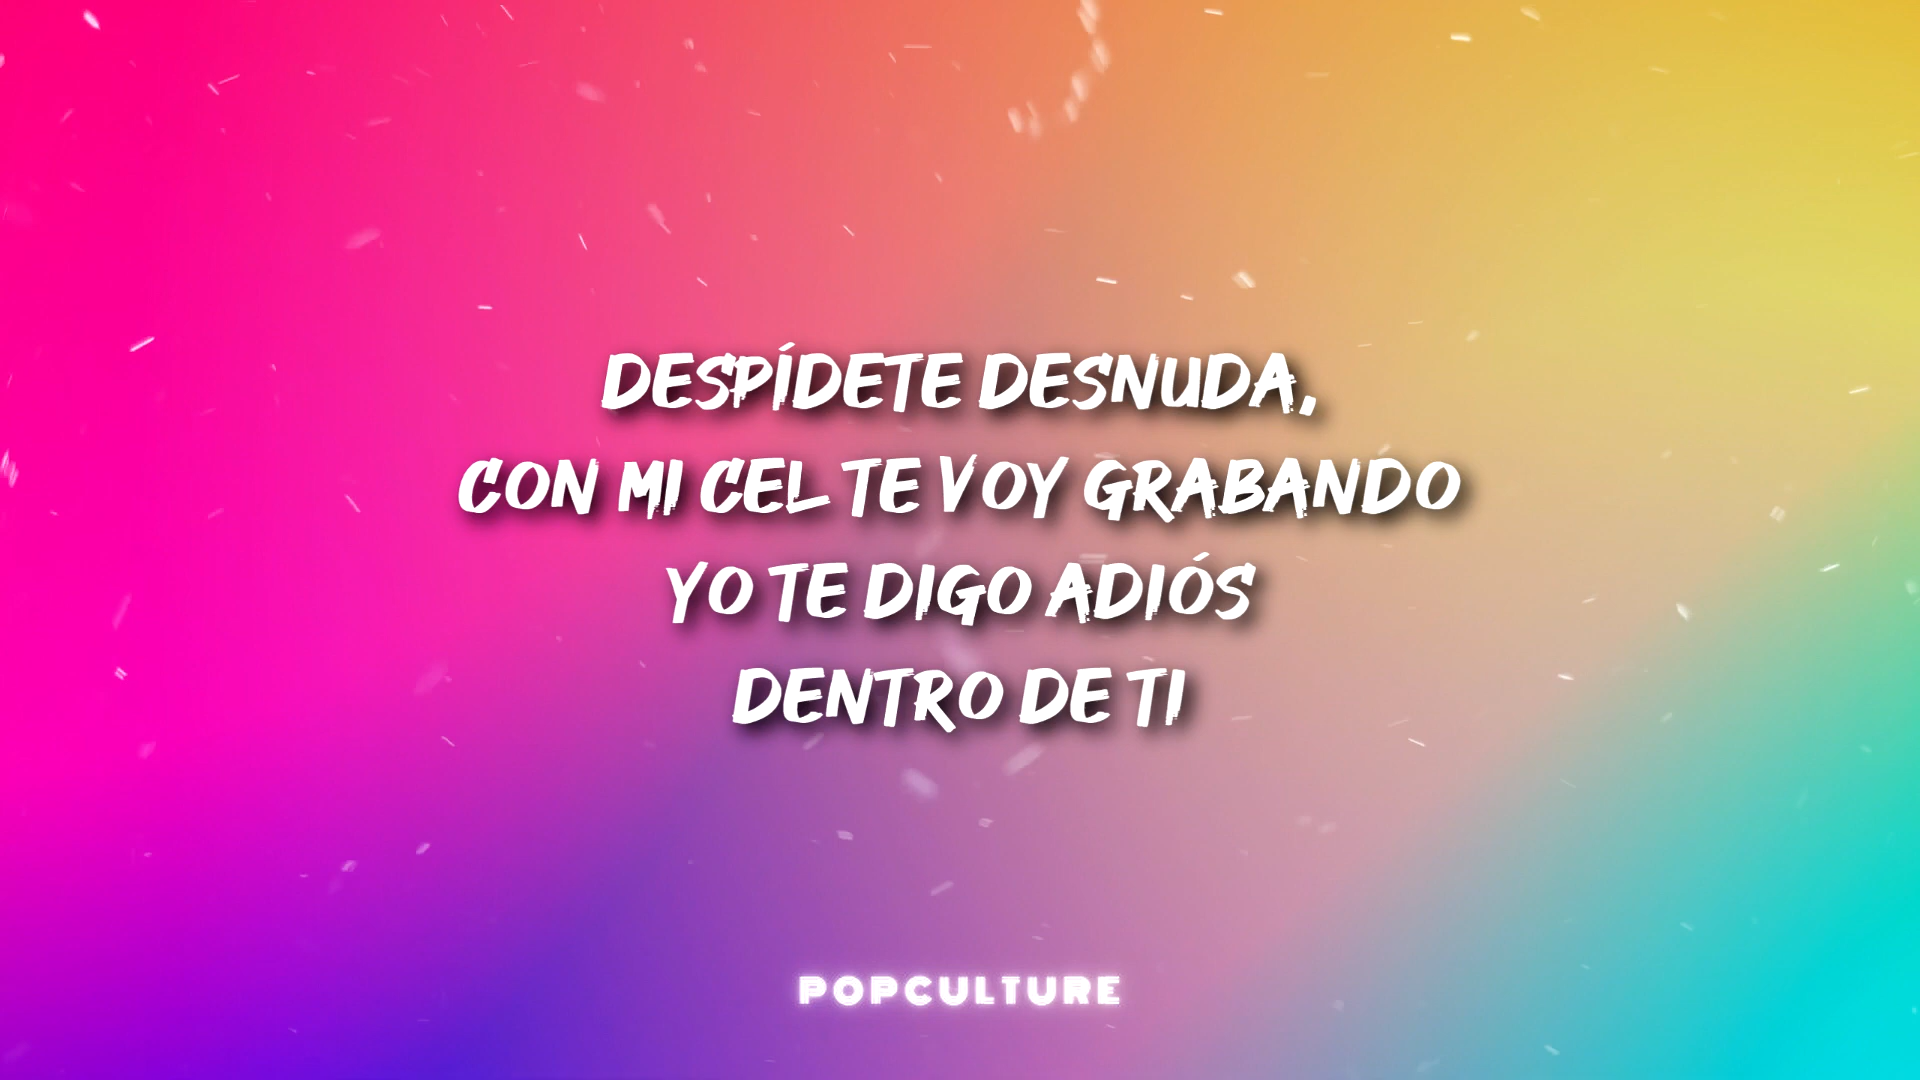 DESPÍDETE DESNUDA,
CON MI CEL TE VOY GRABANDO
YO TE DIGO ADIÓS
DENTRO DE TI
POPCULTURE